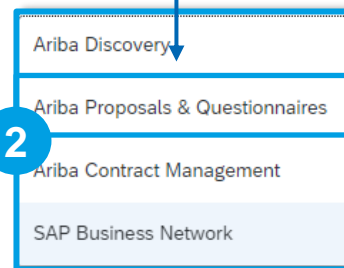 Ariba Discovery
Ariba Proposals & Questionnaires
2
Ariba Contract Management
SAP Business Network